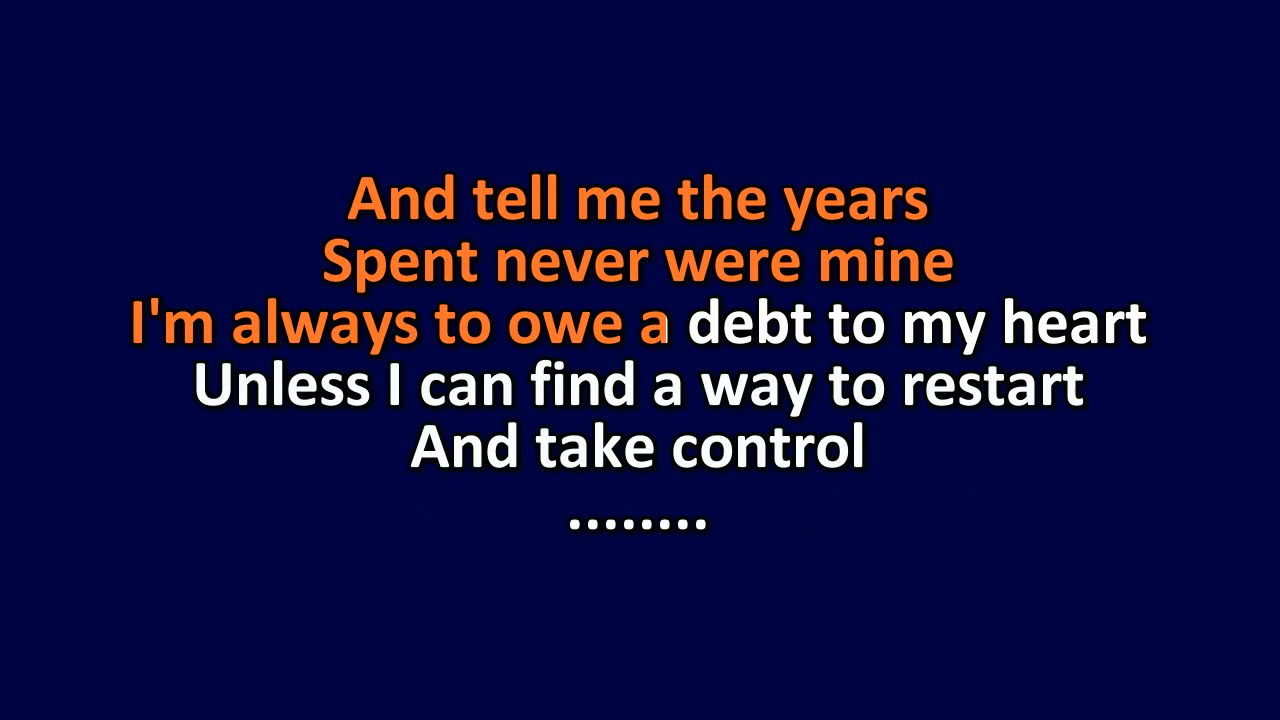 And tell me the years
Spent never were mine
I'm always to owe a debt to my heart
Unless I can find a way to restart
And take control
........